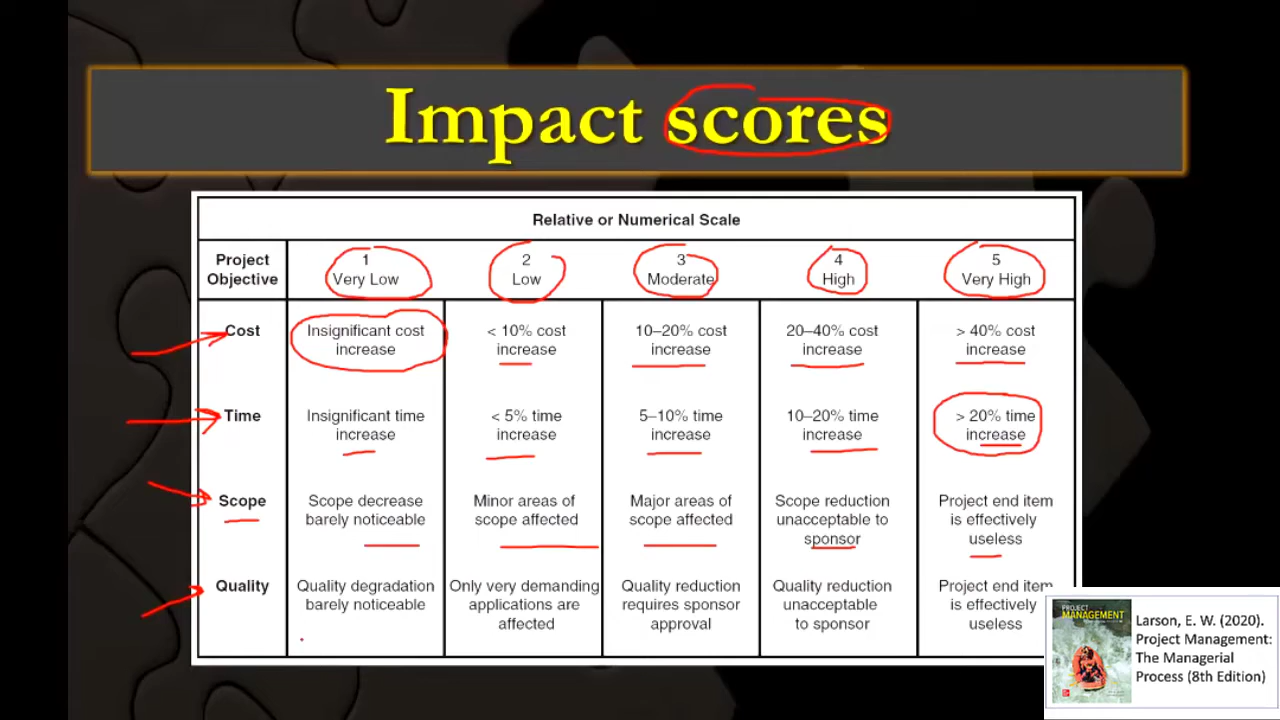 Impact scores
Relative or Numerical Scale
Project Objective
1
Very Low
2
Low
3
Moderate
4
High
5
Very High
Cost
Insignificant cost
increase
< 10% cost
increase
10–20% cost
increase
20–40% cost
increase
> 40% cost
increase
Time
Insignificant time
increase
< 5% time
increase
5–10% time
increase
10–20% time
increase
> 20% time
increase
Scope
Scope decrease
barely noticeable
Minor areas of
scope affected
Major areas of
scope affected
Scope reduction
unacceptable to
sponsor
Project end item
is effectively
useless
Quality
Quality degradation
barely noticeable
Only very demanding
applications are
affected
Quality reduction
requires sponsor
approval
Quality reduction
unacceptable
to sponsor
Project end item
is effectively
useless
PROJECT
MANAGEMENT
Larson, E. W. (2020).
Project Management:
The Managerial
Process (8th Edition)